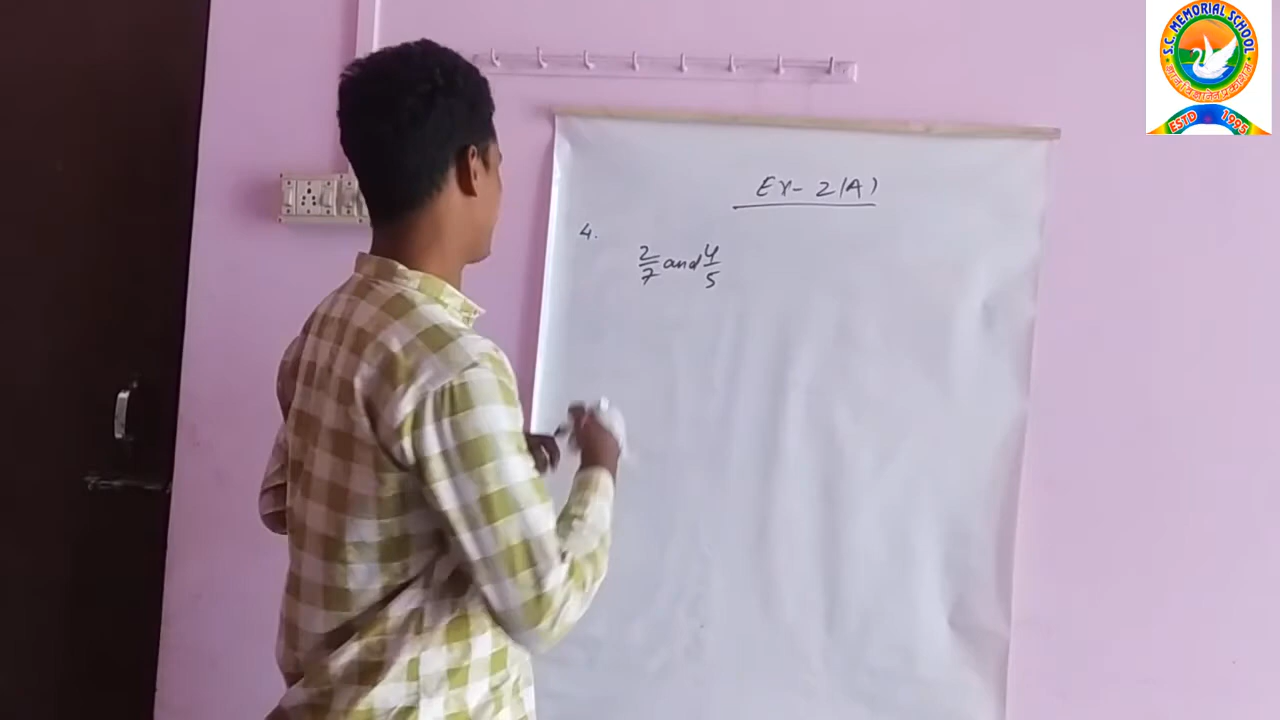 S.C. MEMORIAL SCHOOL
ESTD 1995
Ex- 2(A)
4.
2/7 and 4/5